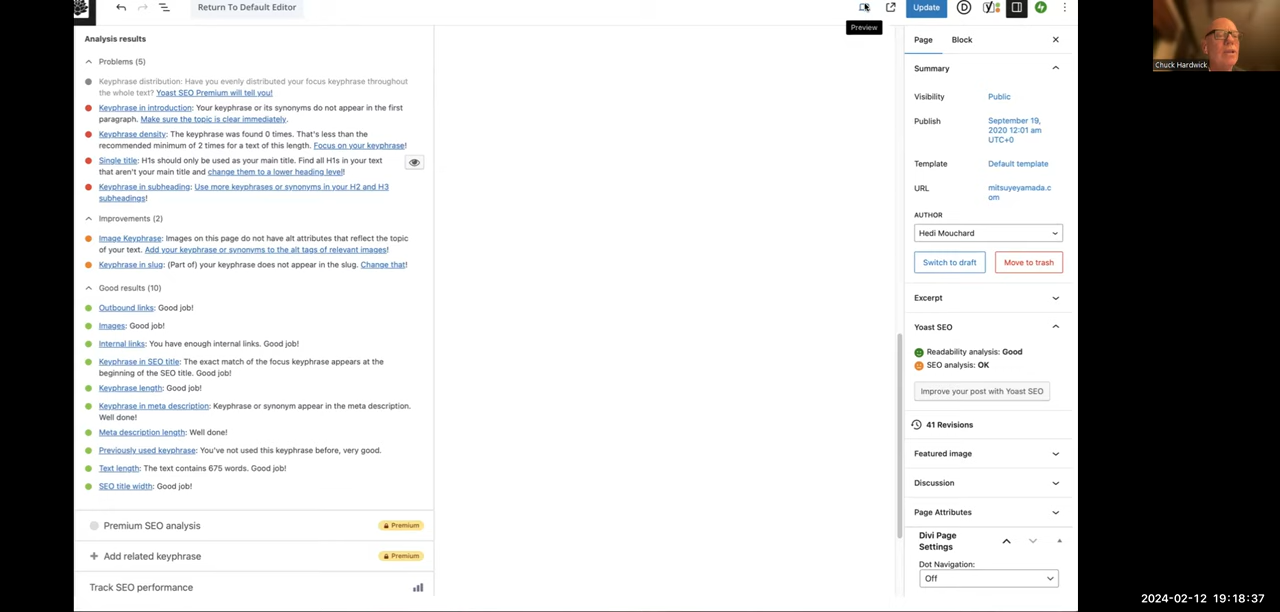 Return To Default Editor
Update
Preview
Chuck Hardwick
Analysis results
Problems (5)
Keyphrase distribution: Have you evenly distributed your focus keyphrase throughout
the whole text? Yoast SEO Premium will tell you!
Keyphrase in introduction: Your keyphrase or its synonyms do not appear in the first
paragraph. Make sure the topic is clear immediately.
Keyphrase density: The keyphrase was found 0 times. That's less than the
recommended minimum of 2 times for a text of this length. Focus on your keyphrase!
Single title: H1s should only be used as your main title. Find all H1s in your text
that aren't your main title and change them to a lower heading level!
Keyphrase in subheading: Use more keyphrases or synonyms in your H2 and H3
subheadings!
Improvements (2)
Image Keyphrase: Images on this page do not have alt attributes that reflect the topic
of your text. Add your keyphrase or synonyms to the alt tags of relevant images!
Keyphrase in slug: (Part of) your keyphrase does not appear in the slug. Change that!
Good results (10)
Outbound links: Good job!
Images: Good job!
Internal links: You have enough internal links. Good job!
Keyphrase in SEO title: The exact match of the focus keyphrase appears at the
beginning of the SEO title. Good job!
Keyphrase length: Good job!
Keyphrase in meta description: Keyphrase or synonym appear in the meta description.
Well done!
Meta description length: Well done!
Previously used keyphrase: You've not used this keyphrase before, very good.
Text length: The text contains 675 words. Good job!
SEO title width: Good job!
Premium SEO analysis
Premium
Add related keyphrase
Premium
Track SEO performance
Page
Block
Summary
Visibility
Public
Publish
September 19,
2020 12:01 am
UTC+0
Template
Default template
URL
mitsuyeyamada.c
om
AUTHOR
Hedi Mouchard
Switch to draft
Move to trash
Excerpt
Yoast SEO
Readability analysis: Good
SEO analysis: OK
Improve your post with Yoast SEO
41 Revisions
Featured image
Discussion
Page Attributes
Divi Page
Settings
Dot Navigation:
Off
2024-02-12 19:18:37